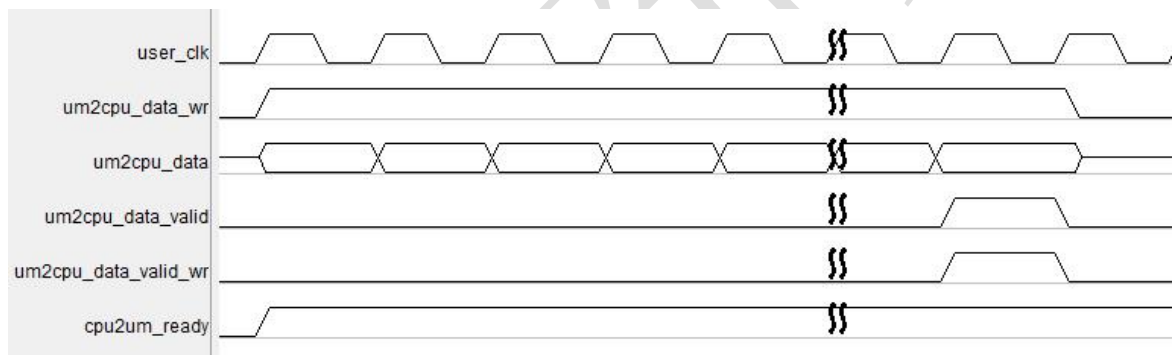 user_clk
um2cpu_data_wr
um2cpu_data
um2cpu_data_valid
um2cpu_data_valid_wr
cpu2um_ready